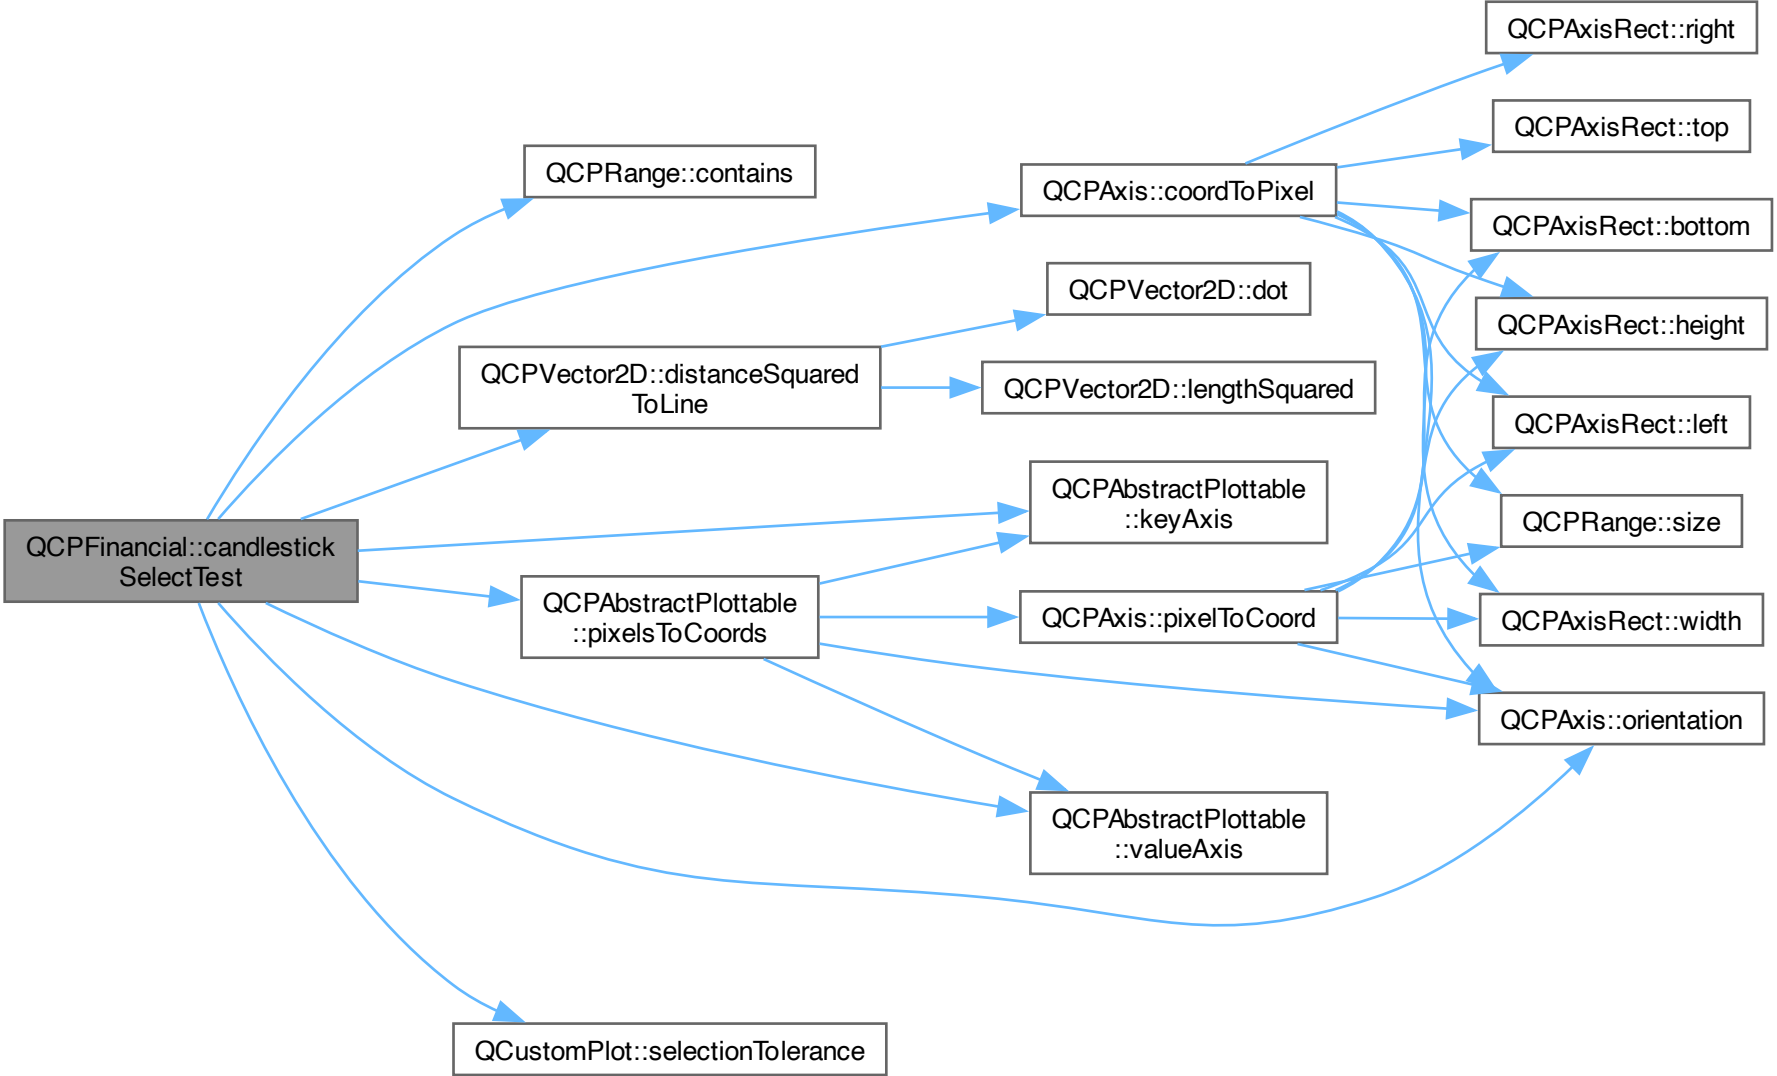 QCPFinancial::candlestick
SelectTest
QCPRange::contains
QCPVector2D::distanceSquared
ToLine
QCPAbstractPlottable
::pixelsToCoords
QCustomPlot::selectionTolerance
QCPAxis::coordToPixel
QCPVector2D::dot
QCPVector2D::lengthSquared
QCPAbstractPlottable
::keyAxis
QCPAxis::pixelToCoord
QCPAbstractPlottable
::valueAxis
QCPAxisRect::right
QCPAxisRect::top
QCPAxisRect::bottom
QCPAxisRect::height
QCPAxisRect::left
QCPRange::size
QCPAxisRect::width
QCPAxis::orientation